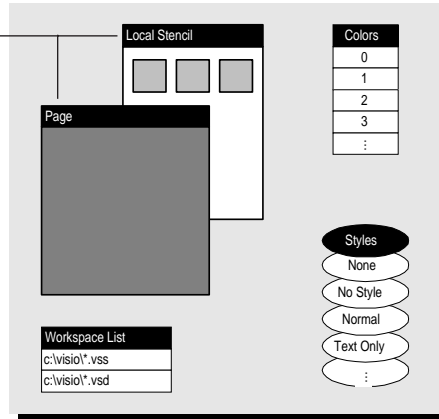 Local Stencil
Page
Workspace List
c:\visio\*.vss
c:\visio\*.vsd
Colors
0
1
2
3
⋮
Styles
None
No Style
Normal
Text Only
⋮